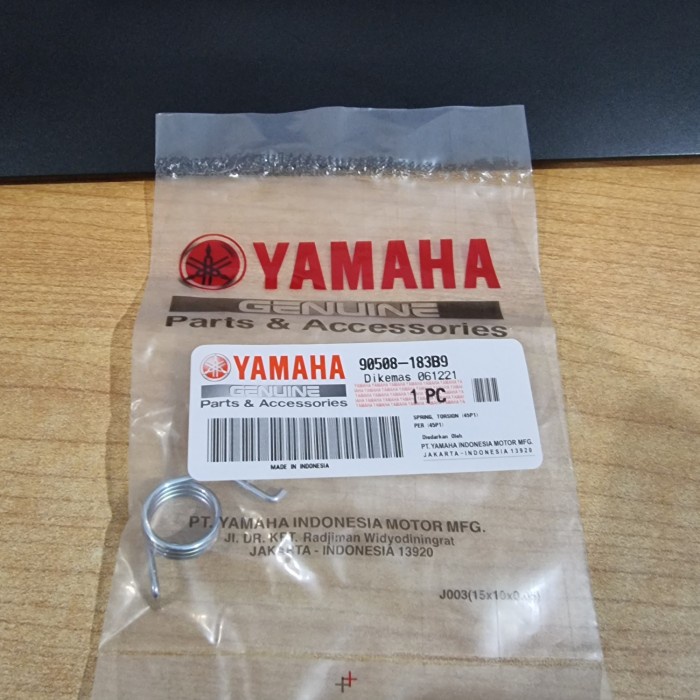 YAMAHA
GENUINE
Parts & Accessories
YAMAHA
GENUINE
Parts & Accessories
90508-183B9
Dikemas 061221
1 PC
SPRING, TORSION (45P1)
PER (45P1)
Diedarkan Oleh
PT. YAMAHA INDONESIA MOTOR MFG.
JAKARTA-INDONESIA 13920
MADE IN INDONESIA
PT. YAMAHA INDONESIA MOTOR MFG.
Jl. DR. KRT. Radjiman Widyodiningrat
JAKARTA - INDONESIA 13920